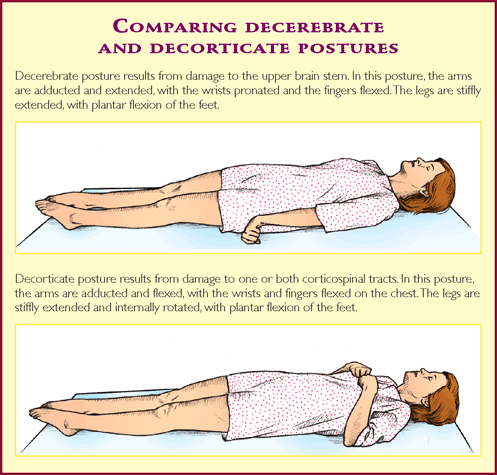 COMPARING DECEREBRATE
AND DECORTICATE POSTURES
Decerebrate posture results from damage to the upper brain stem. In this posture, the arms
are adducted and extended, with the wrists pronated and the fingers flexed. The legs are stiffly
extended, with plantar flexion of the feet.
Decorticate posture results from damage to one or both corticospinal tracts. In this posture,
the arms are adducted and flexed, with the wrists and fingers flexed on the chest. The legs are
stiffly extended and internally rotated, with plantar flexion of the feet.